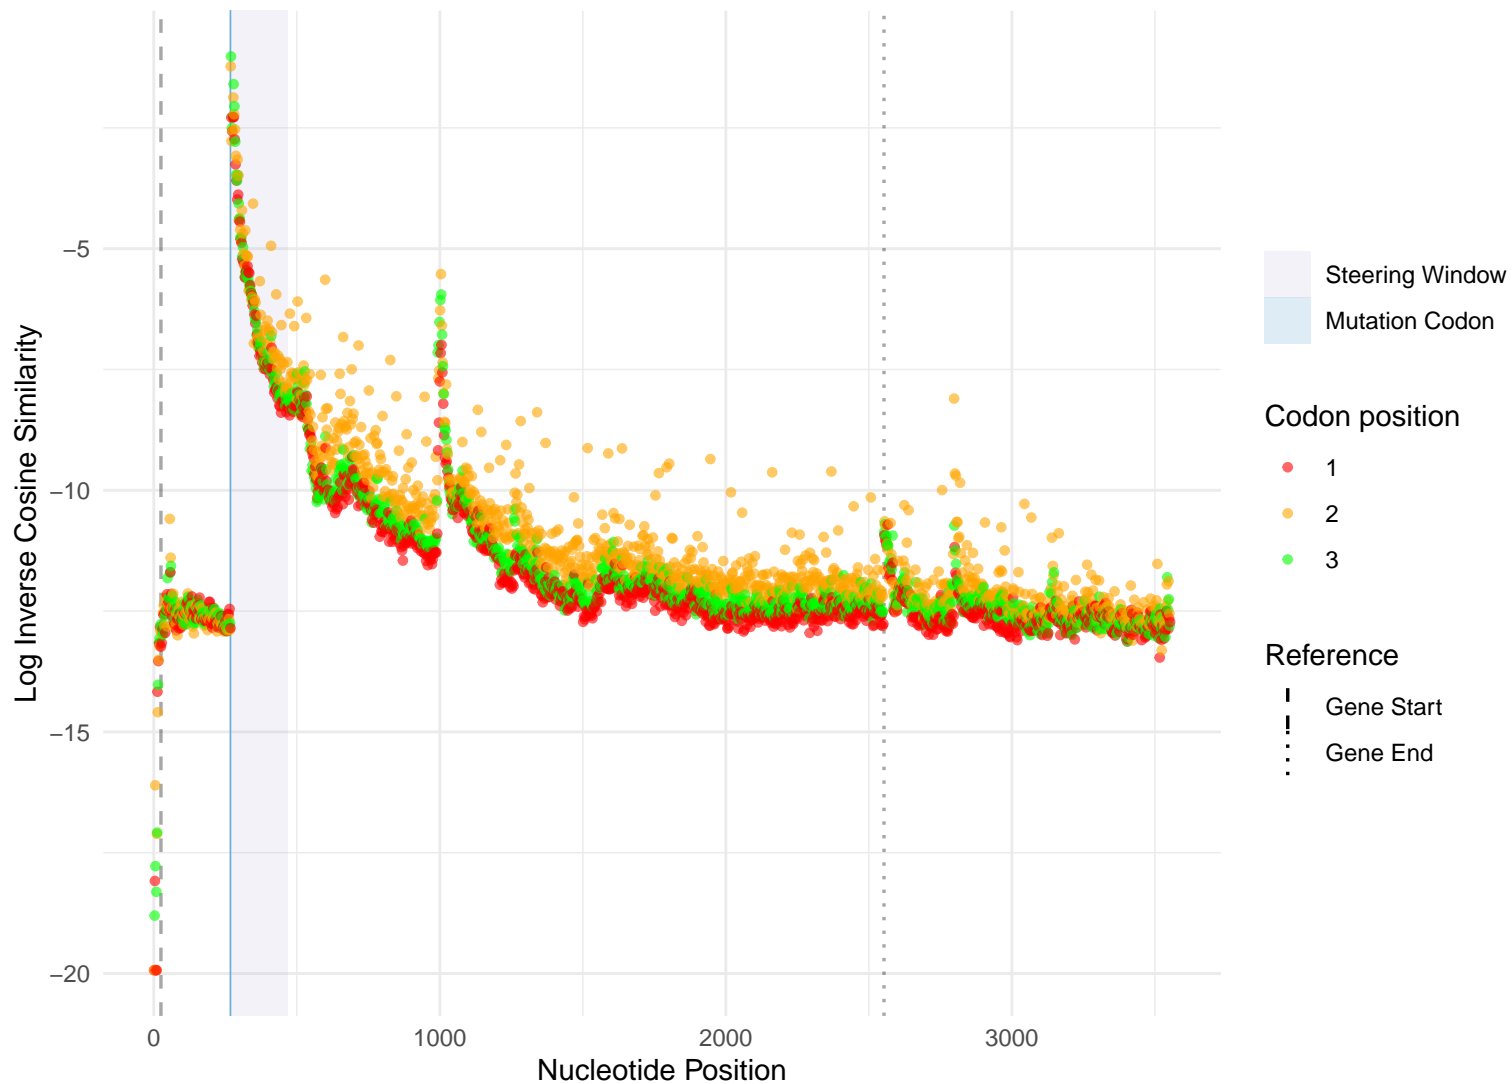 Log Inverse Cosine Similarity
−5
−10
−15
−20
0
1000
2000
3000
Nucleotide Position
Steering Window
Mutation Codon
Codon position
1
2
3
Reference
Gene Start
Gene End